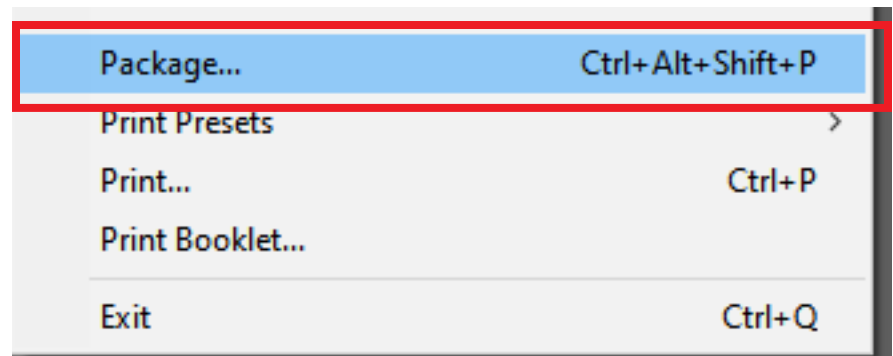 Package... Ctrl+Alt+Shift+P
Print Presets >
Print... Ctrl+P
Print Booklet...
Exit Ctrl+Q